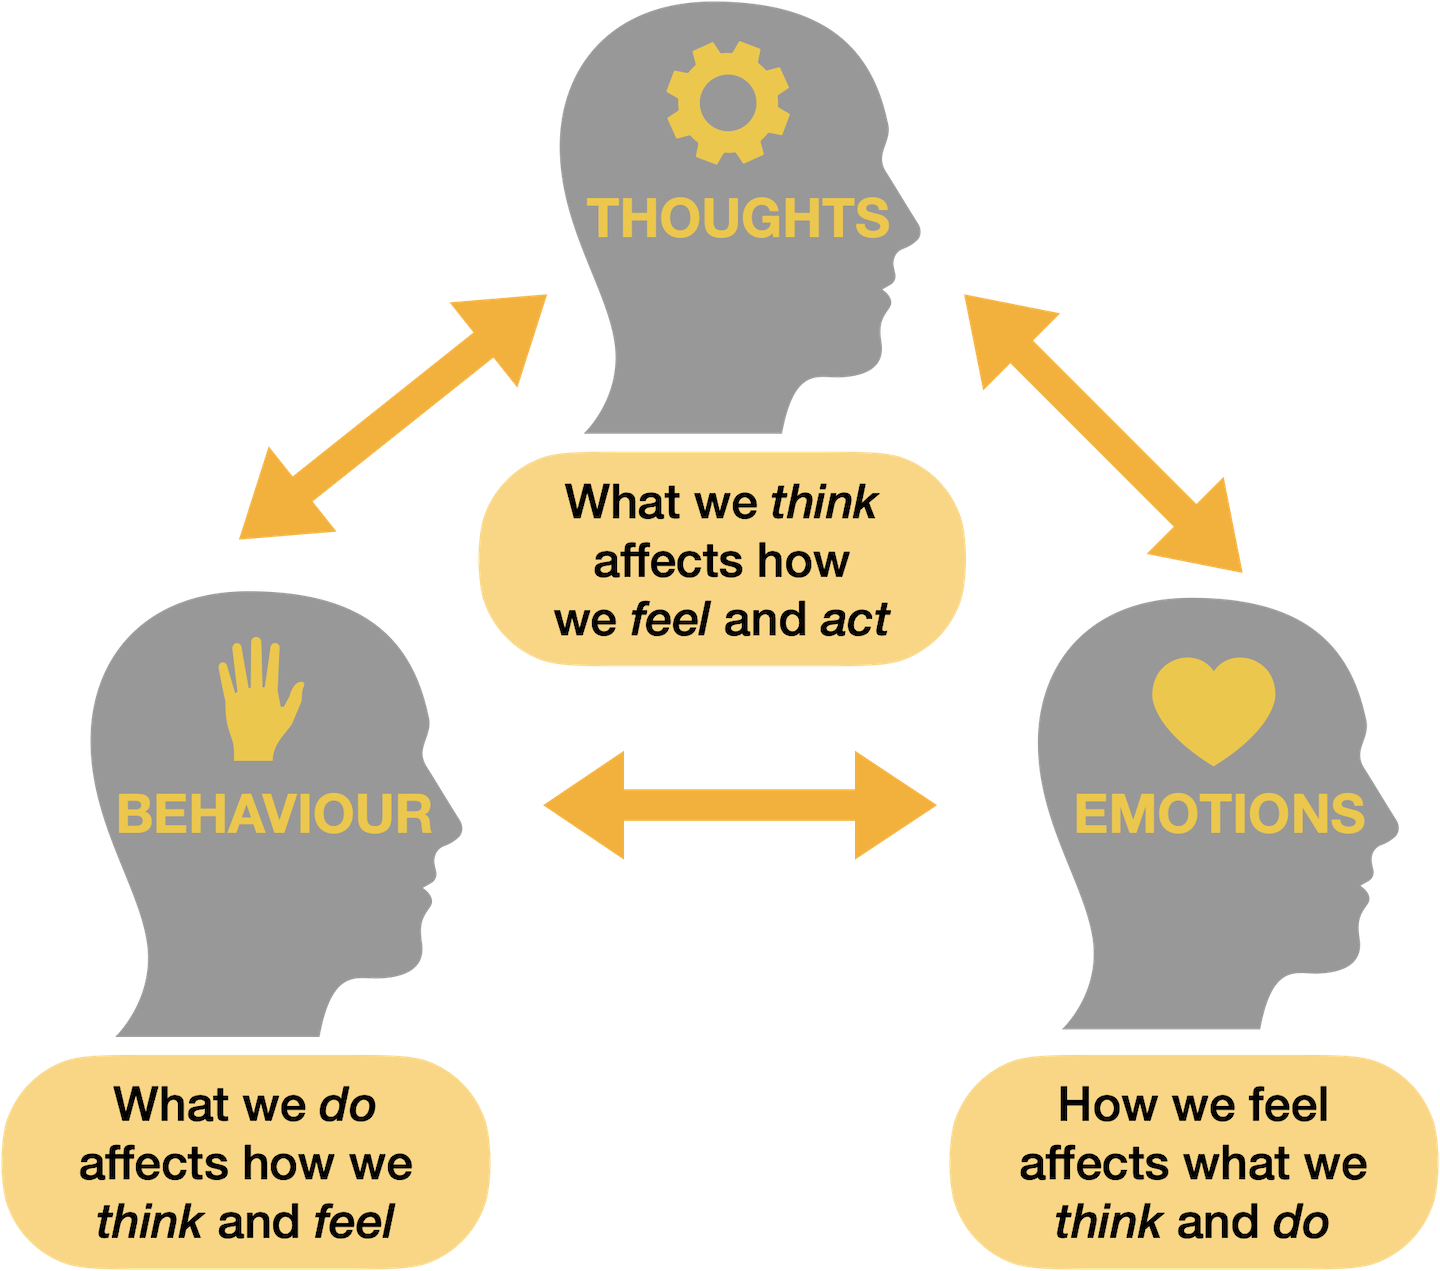 THOUGHTS
What we think
affects how
we feel and act
BEHAVIOUR
What we do
affects how we
think and feel
EMOTIONS
How we feel
affects what we
think and do